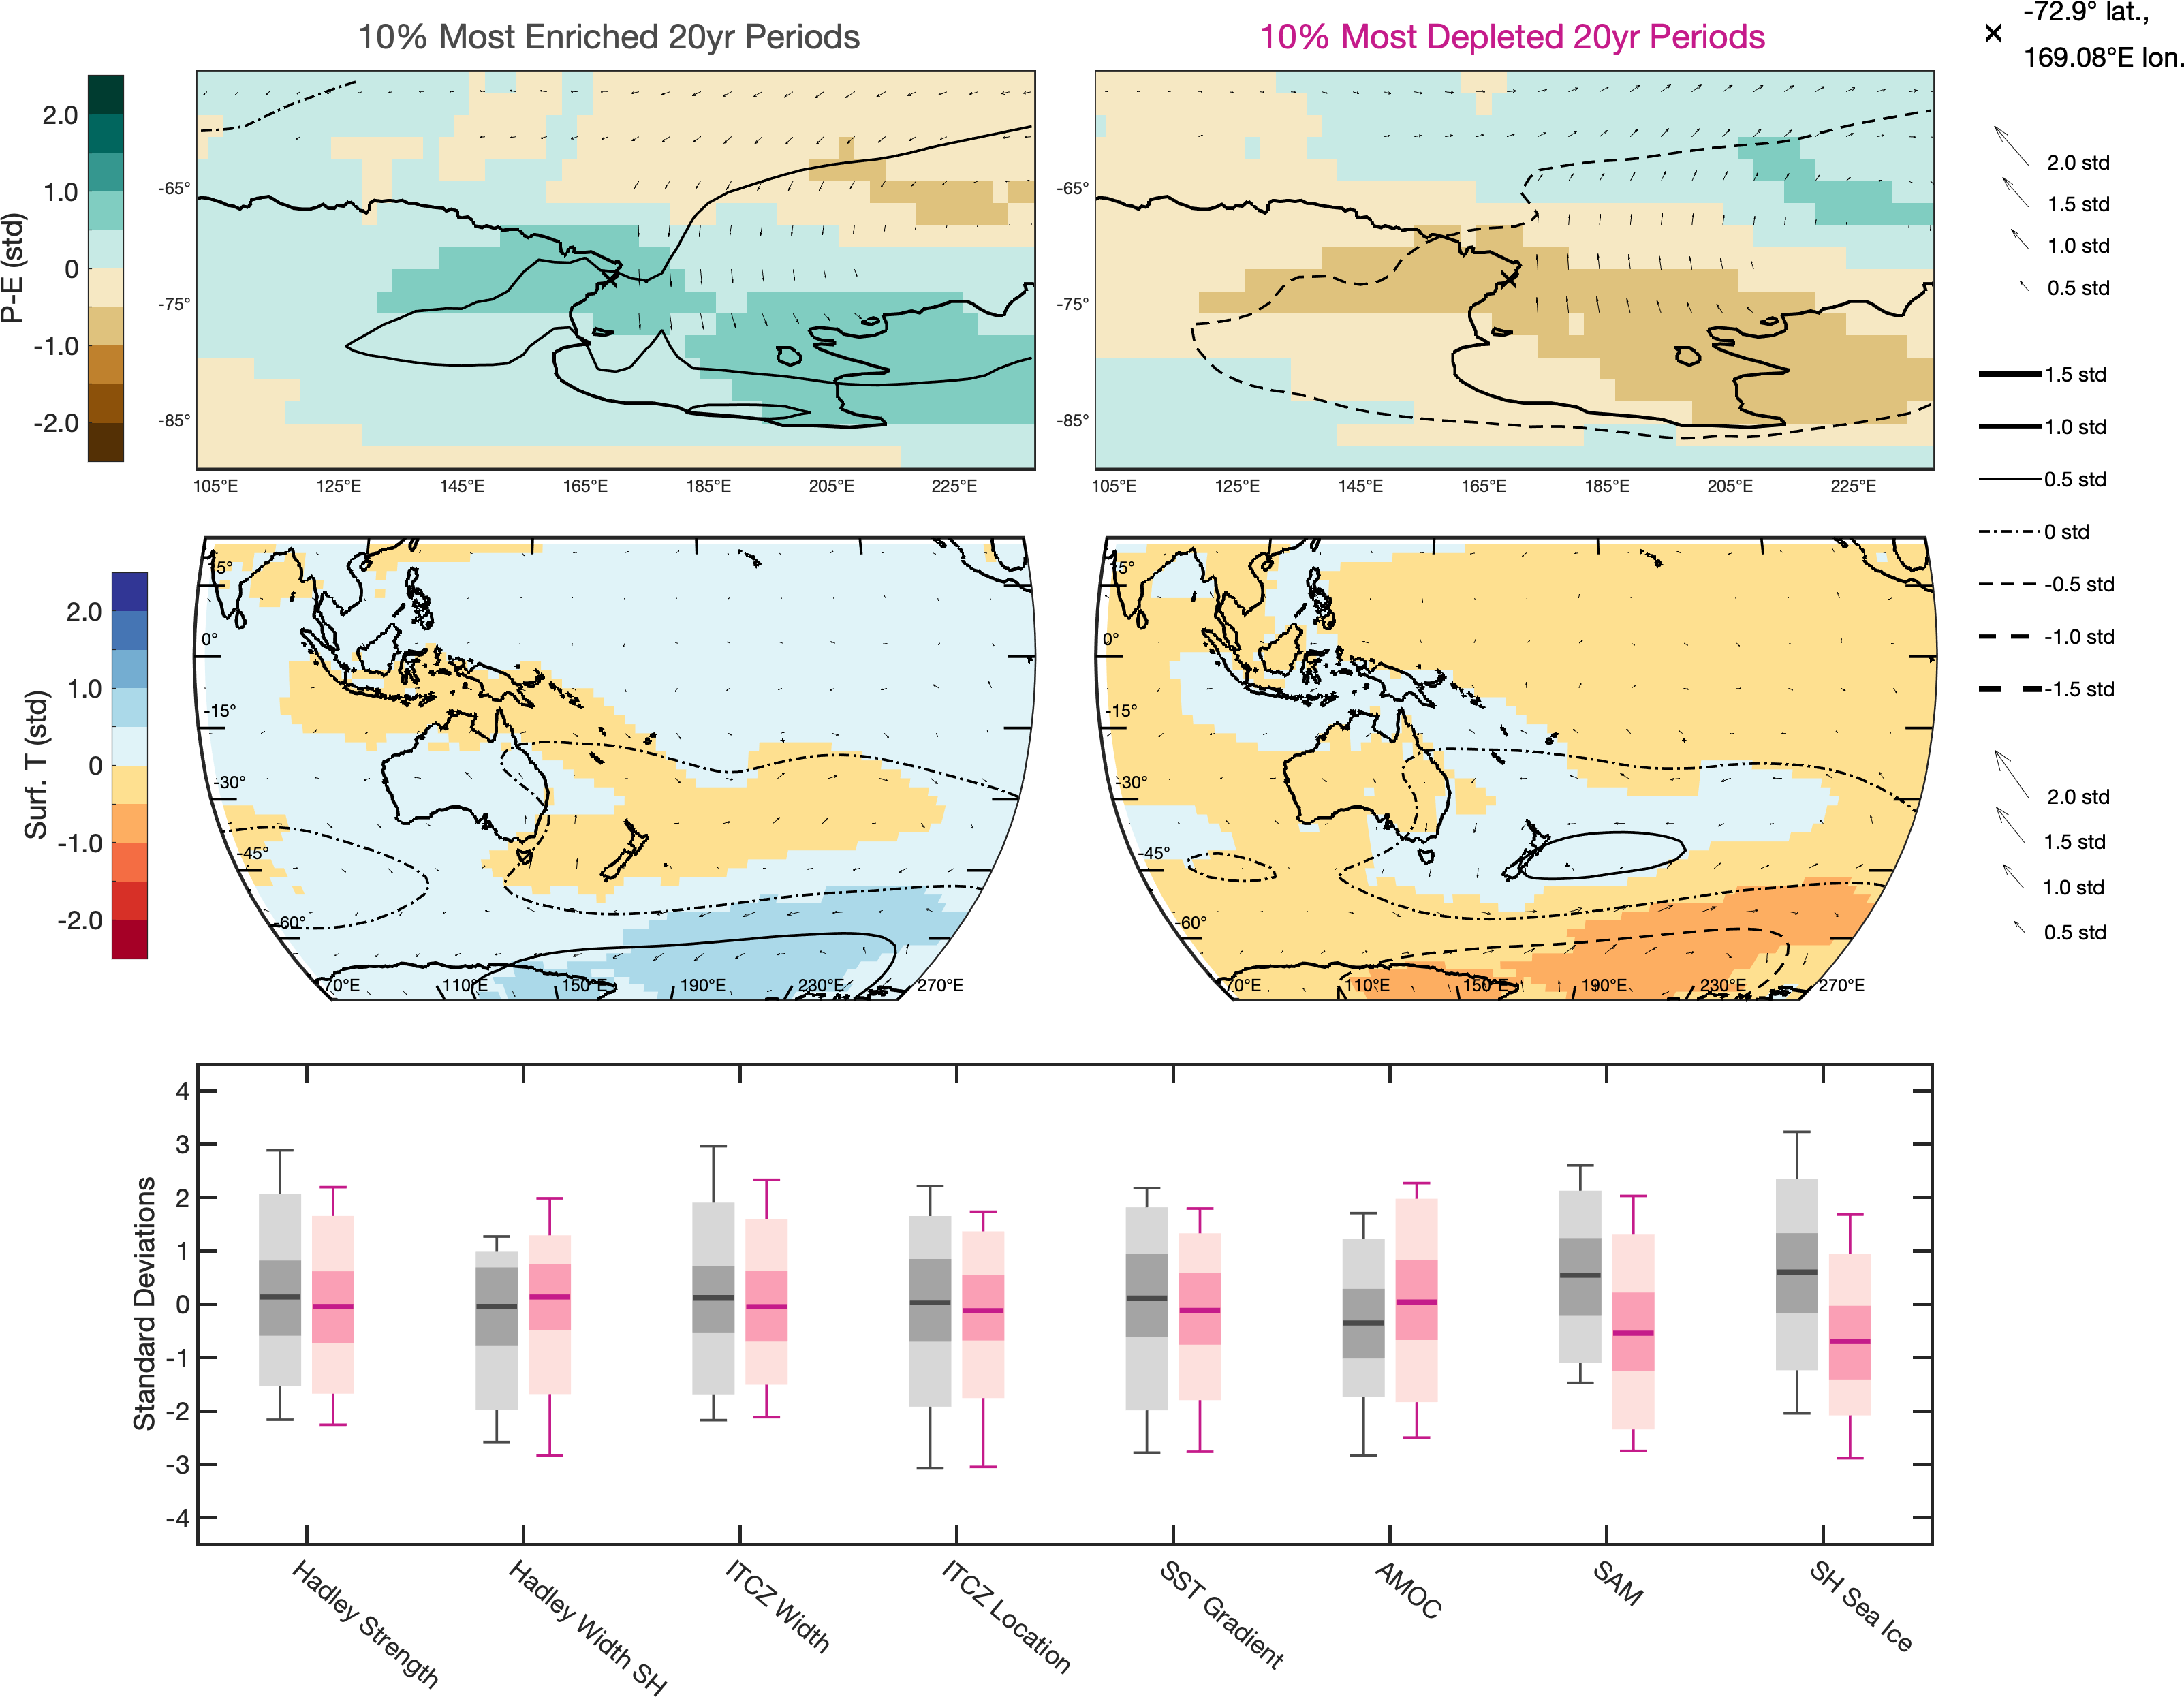 10% Most Enriched 20yr Periods
10% Most Depleted 20yr Periods
-72.9° lat.,
169.08°E lon.
P-E (std)
2.0
1.0
0
-1.0
-2.0
-65°
-75°
-85°
105°E 125°E 145°E 165°E 185°E 205°E 225°E
-65°
-75°
-85°
105°E 125°E 145°E 165°E 185°E 205°E 225°E
2.0 std
1.5 std
1.0 std
0.5 std
1.5 std
1.0 std
0.5 std
0 std
-0.5 std
-1.0 std
-1.5 std
2.0 std
1.5 std
1.0 std
0.5 std
Surf. T (std)
2.0
1.0
0
-1.0
-2.0
0°
-15°
-30°
-45°
-60°
70°E 110°E 150°E 190°E 230°E 270°E
0°
-15°
-30°
-45°
-60°
70°E 110°E 150°E 190°E 230°E 270°E
Standard Deviations
4
3
2
1
0
-1
-2
-3
-4
Hadley Strength
Hadley Width SH
ITCZ Width
ITCZ Location
SST Gradient
AMOC
SAM
SH Sea Ice